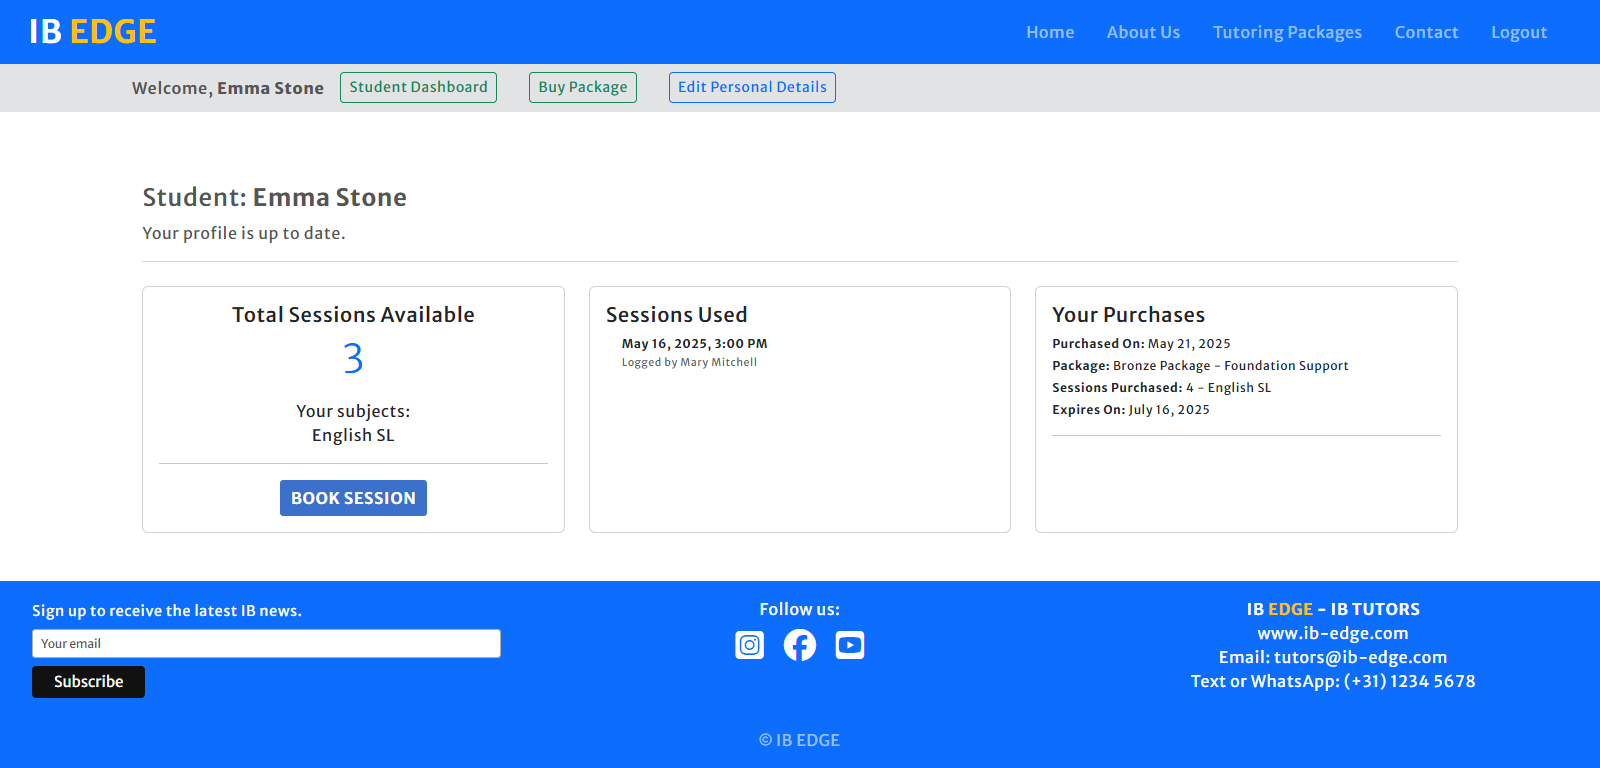 IB EDGE
Home About Us Tutoring Packages Contact Logout
Welcome, Emma Stone Student Dashboard Buy Package Edit Personal Details
Student: Emma Stone
Your profile is up to date.
Total Sessions Available
3
Your subjects:
English SL
BOOK SESSION
Sessions Used
May 16, 2025, 3:00 PM
Logged by Mary Mitchell
Your Purchases
Purchased On: May 21, 2025
Package: Bronze Package - Foundation Support
Sessions Purchased: 4 - English SL
Expires On: July 16, 2025
Sign up to receive the latest IB news.
Your email
Subscribe
Follow us:
IB EDGE - IB TUTORS
www.ib-edge.com
Email: tutors@ib-edge.com
Text or WhatsApp: (+31) 1234 5678
© IB EDGE